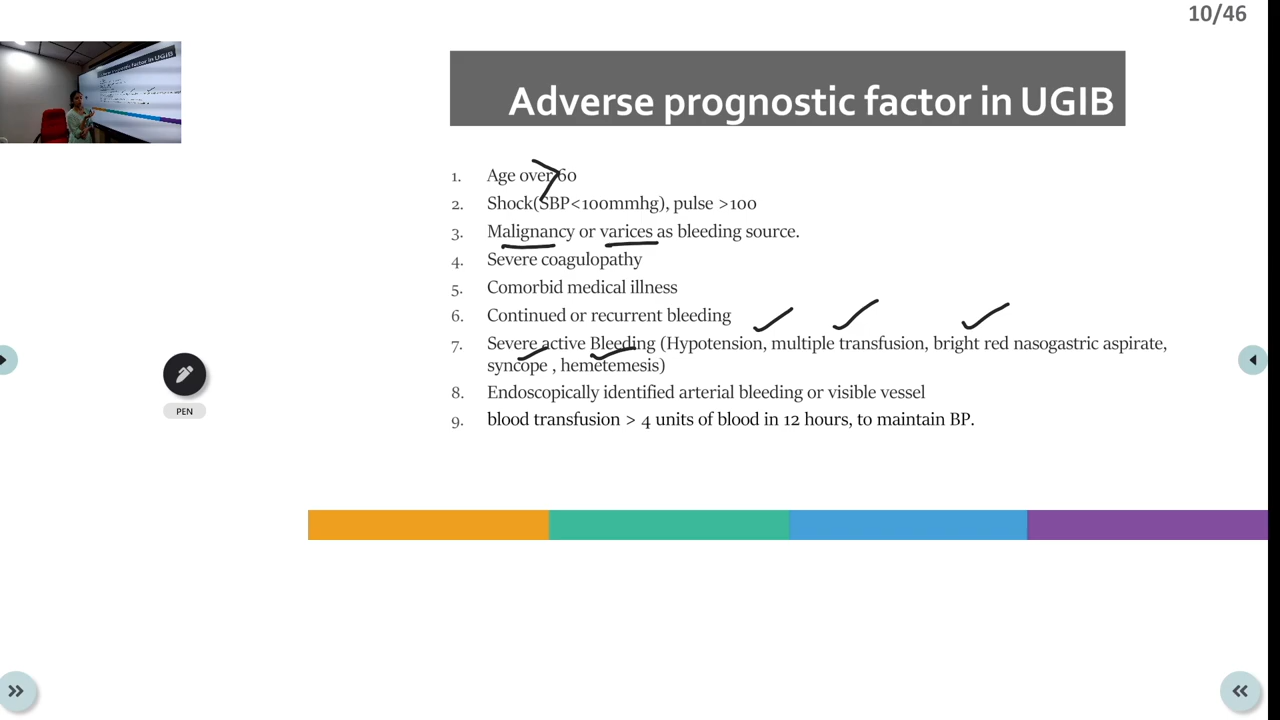 10/46
Adverse prognostic factor in UGIB
1. Age over 60
2. Shock(SBP<100mmhg), pulse >100
3. Malignancy or varices as bleeding source.
4. Severe coagulopathy
5. Comorbid medical illness
6. Continued or recurrent bleeding
7. Severe active Bleeding (Hypotension, multiple transfusion, bright red nasogastric aspirate,
syncope , hemetemesis)
8. Endoscopically identified arterial bleeding or visible vessel
9. blood transfusion > 4 units of blood in 12 hours, to maintain BP.
PEN